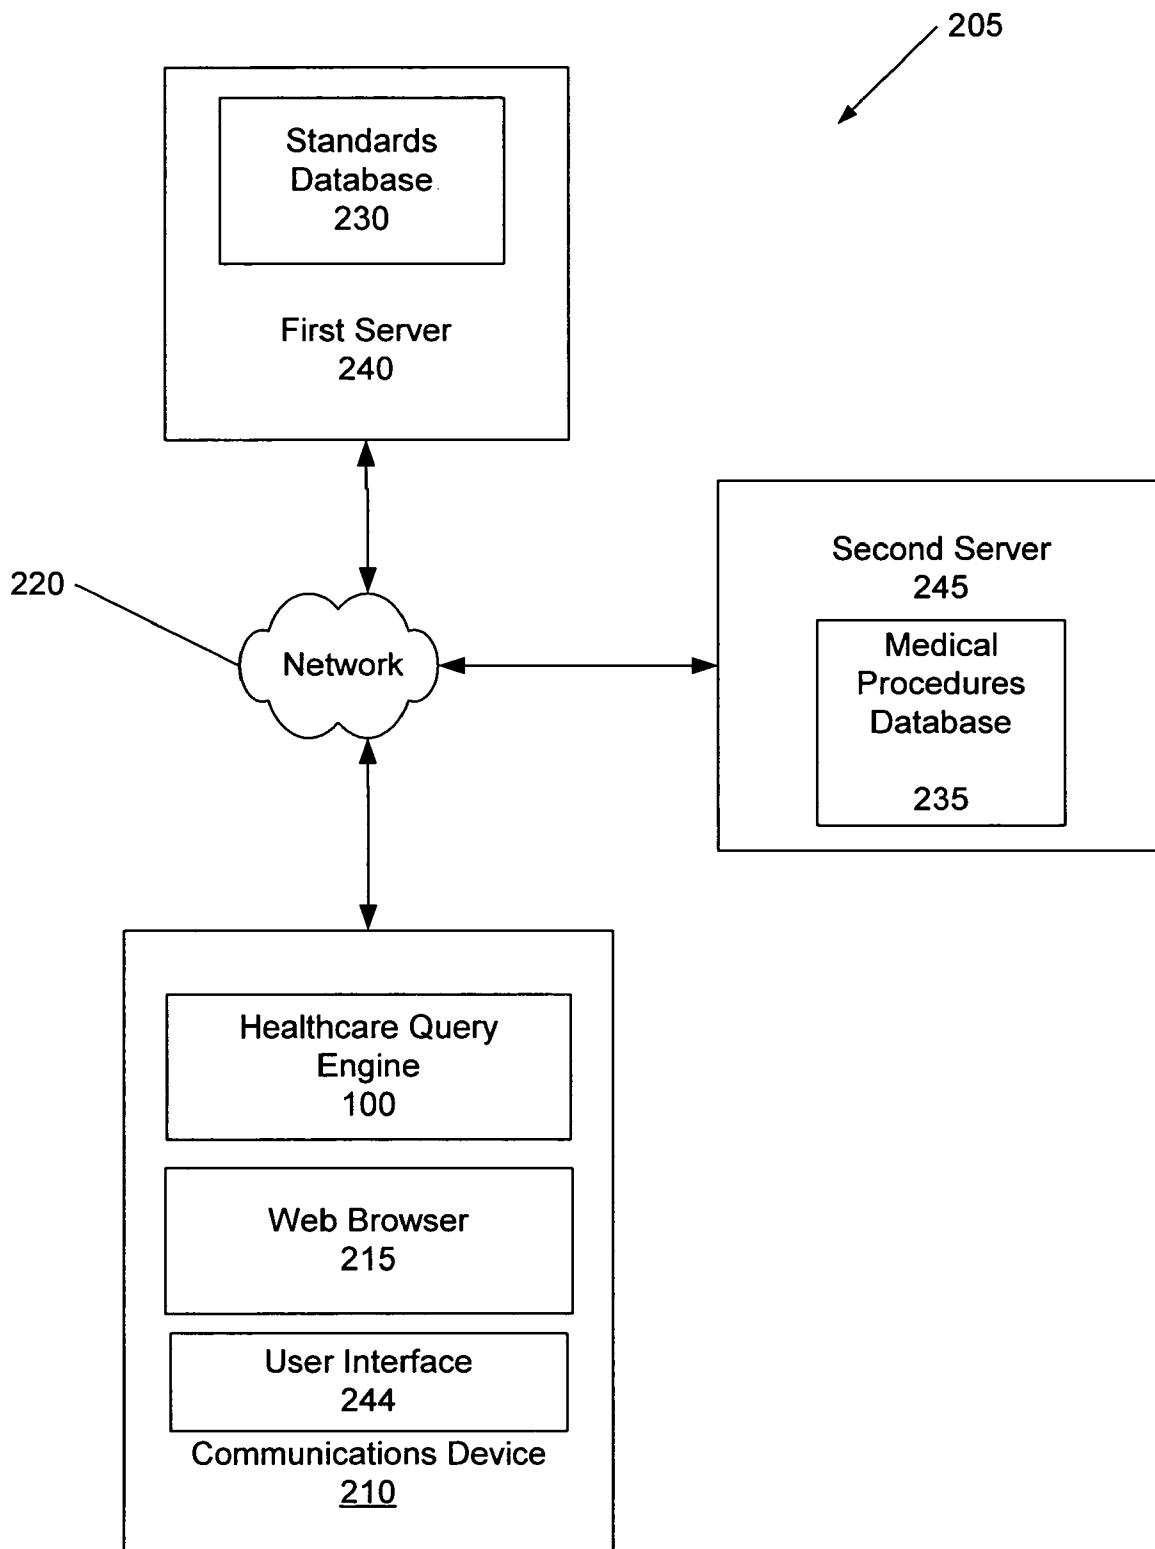 205
Standards
Database
230
First Server
240
220
Network
Second Server
245
Medical
Procedures
Database
235
Healthcare Query
Engine
100
Web Browser
215
User Interface
244
Communications Device
210